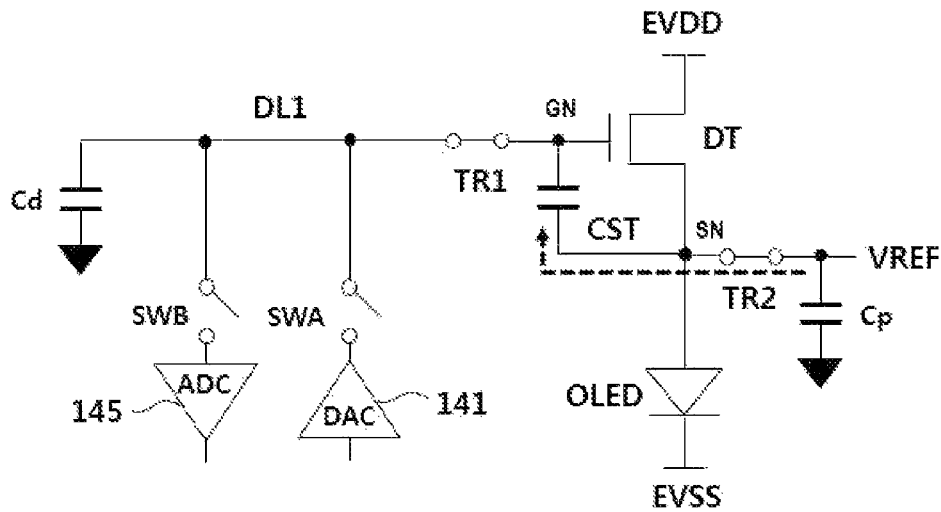 EVDD
DL1
GN
DT
TR1
Cd
CST
SN
VREF
TR2
SWB
SWA
Cp
ADC
OLED
145
141
DAC
EVSS